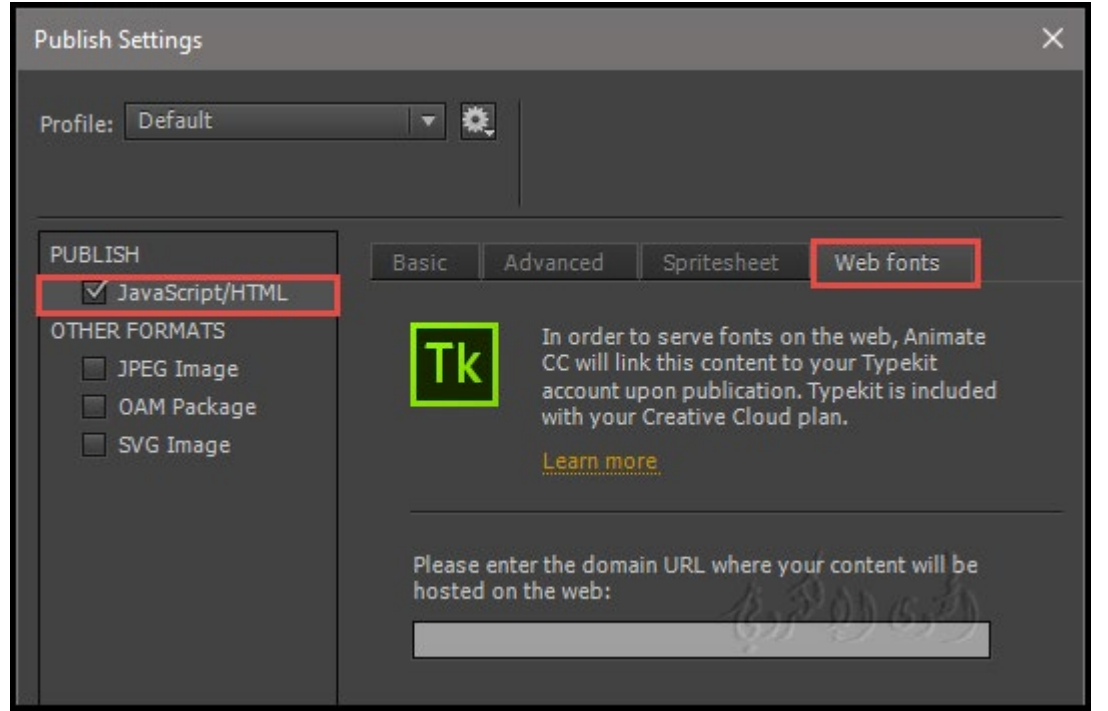 Publish Settings
Profile: Default
PUBLISH
JavaScript/HTML
OTHER FORMATS
JPEG Image
OAM Package
SVG Image
Basic Advanced Spritesheet Web fonts
Tk
In order to serve fonts on the web, Animate
CC will link this content to your Typekit
account upon publication. Typekit is included
with your Creative Cloud plan.
Learn more
Please enter the domain URL where your content will be
hosted on the web: